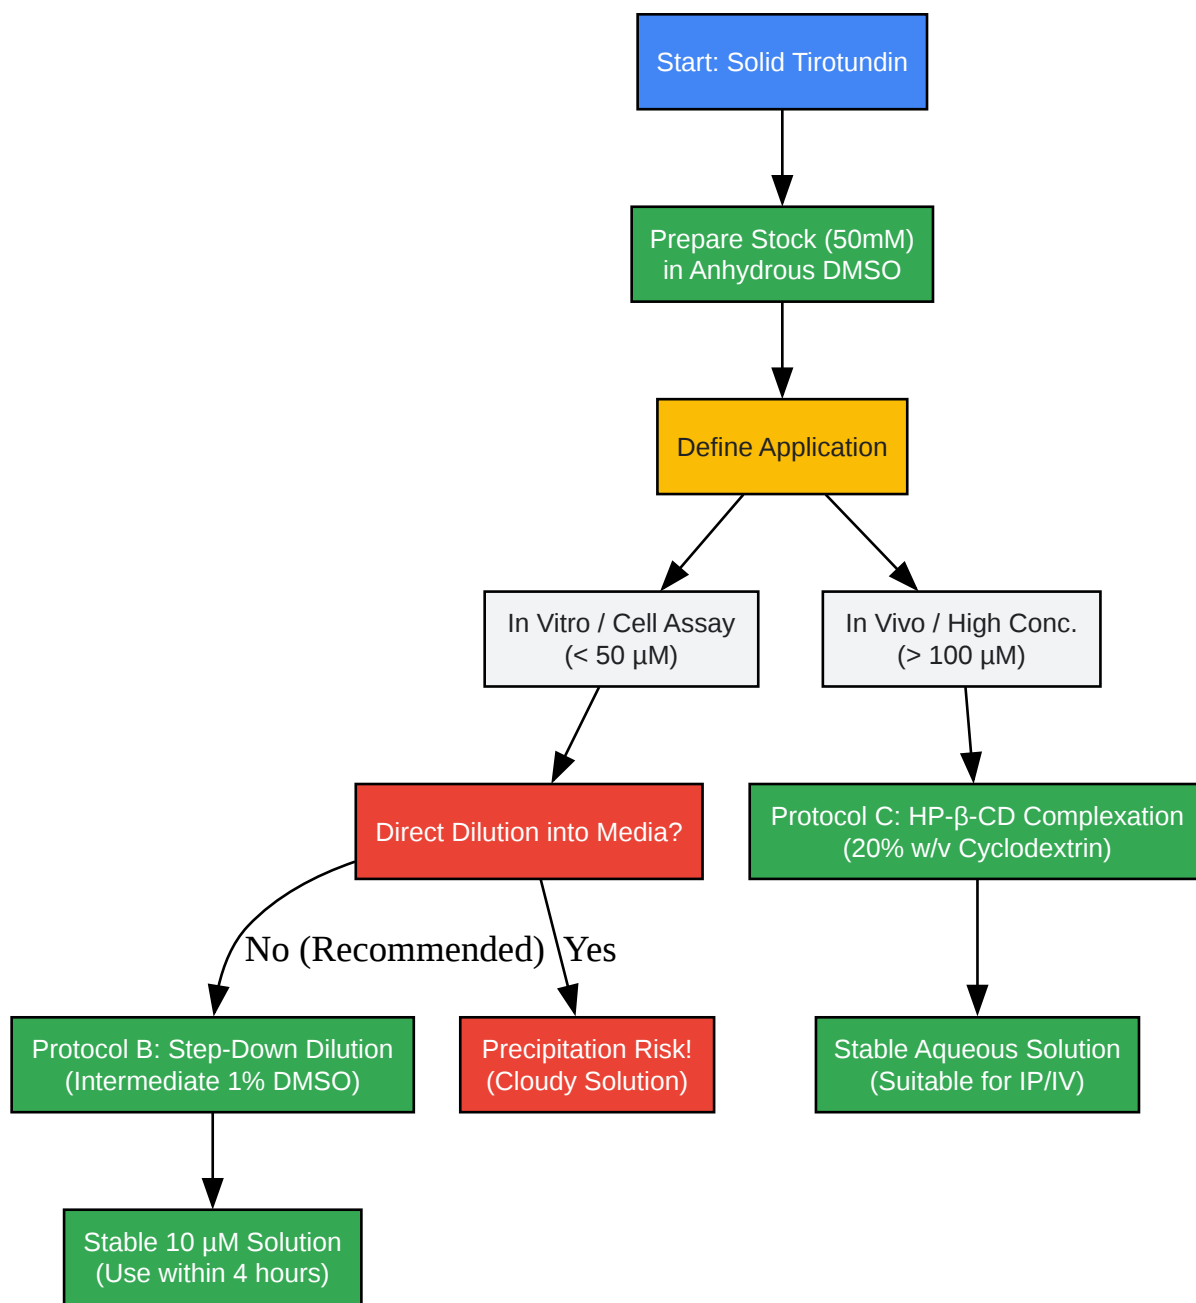 Start: Solid Tirotundin
Prepare Stock (50mM)
in Anhydrous DMSO
Define Application
In Vitro / Cell Assay
(< 50 µM)
In Vivo / High Conc.
(> 100 µM)
Direct Dilution into Media?
Protocol C: HP-β-CD Complexation
(20% w/v Cyclodextrin)
No (Recommended)
Yes
Protocol B: Step-Down Dilution
(Intermediate 1% DMSO)
Precipitation Risk!
(Cloudy Solution)
Stable Aqueous Solution
(Suitable for IP/IV)
Stable 10 µM Solution
(Use within 4 hours)